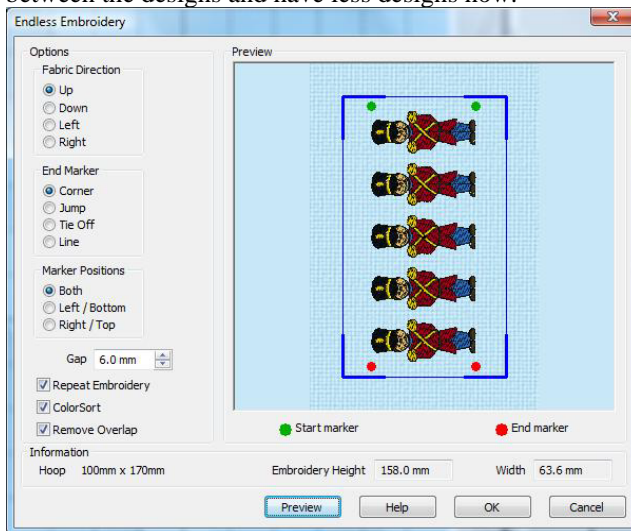 between the designs and have less designs now.
Endless Embroidery
Options
Fabric Direction
Up
Down
Left
Right
End Marker
Corner
Jump
Tie Off
Line
Marker Positions
Both
Left / Bottom
Right / Top
Gap 6.0 mm
Repeat Embroidery
ColorSort
Remove Overlap
Preview
Start marker End marker
Information
Hoop 100mm x 170mm Embroidery Height 158.0 mm Width 63.6 mm
Preview Help OK Cancel